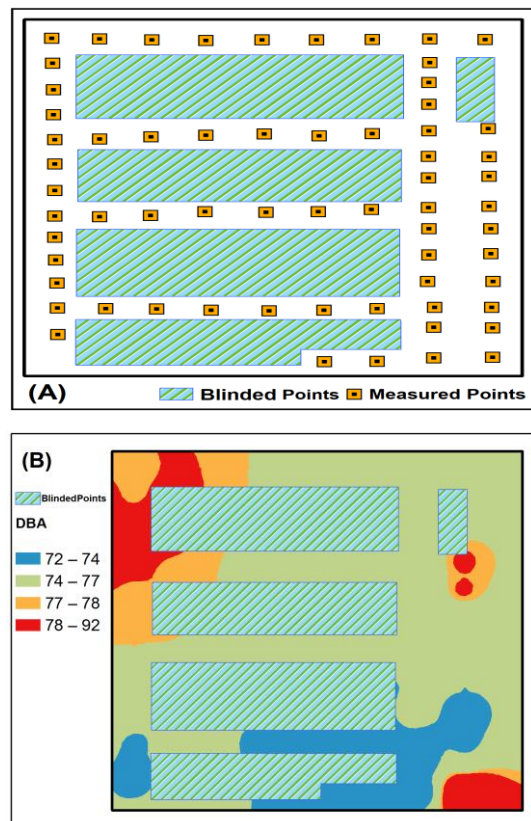 (A)
Blinded Points
Measured Points
(B)
BlindedPoints
DBA
72 – 74
74 – 77
77 – 78
78 – 92